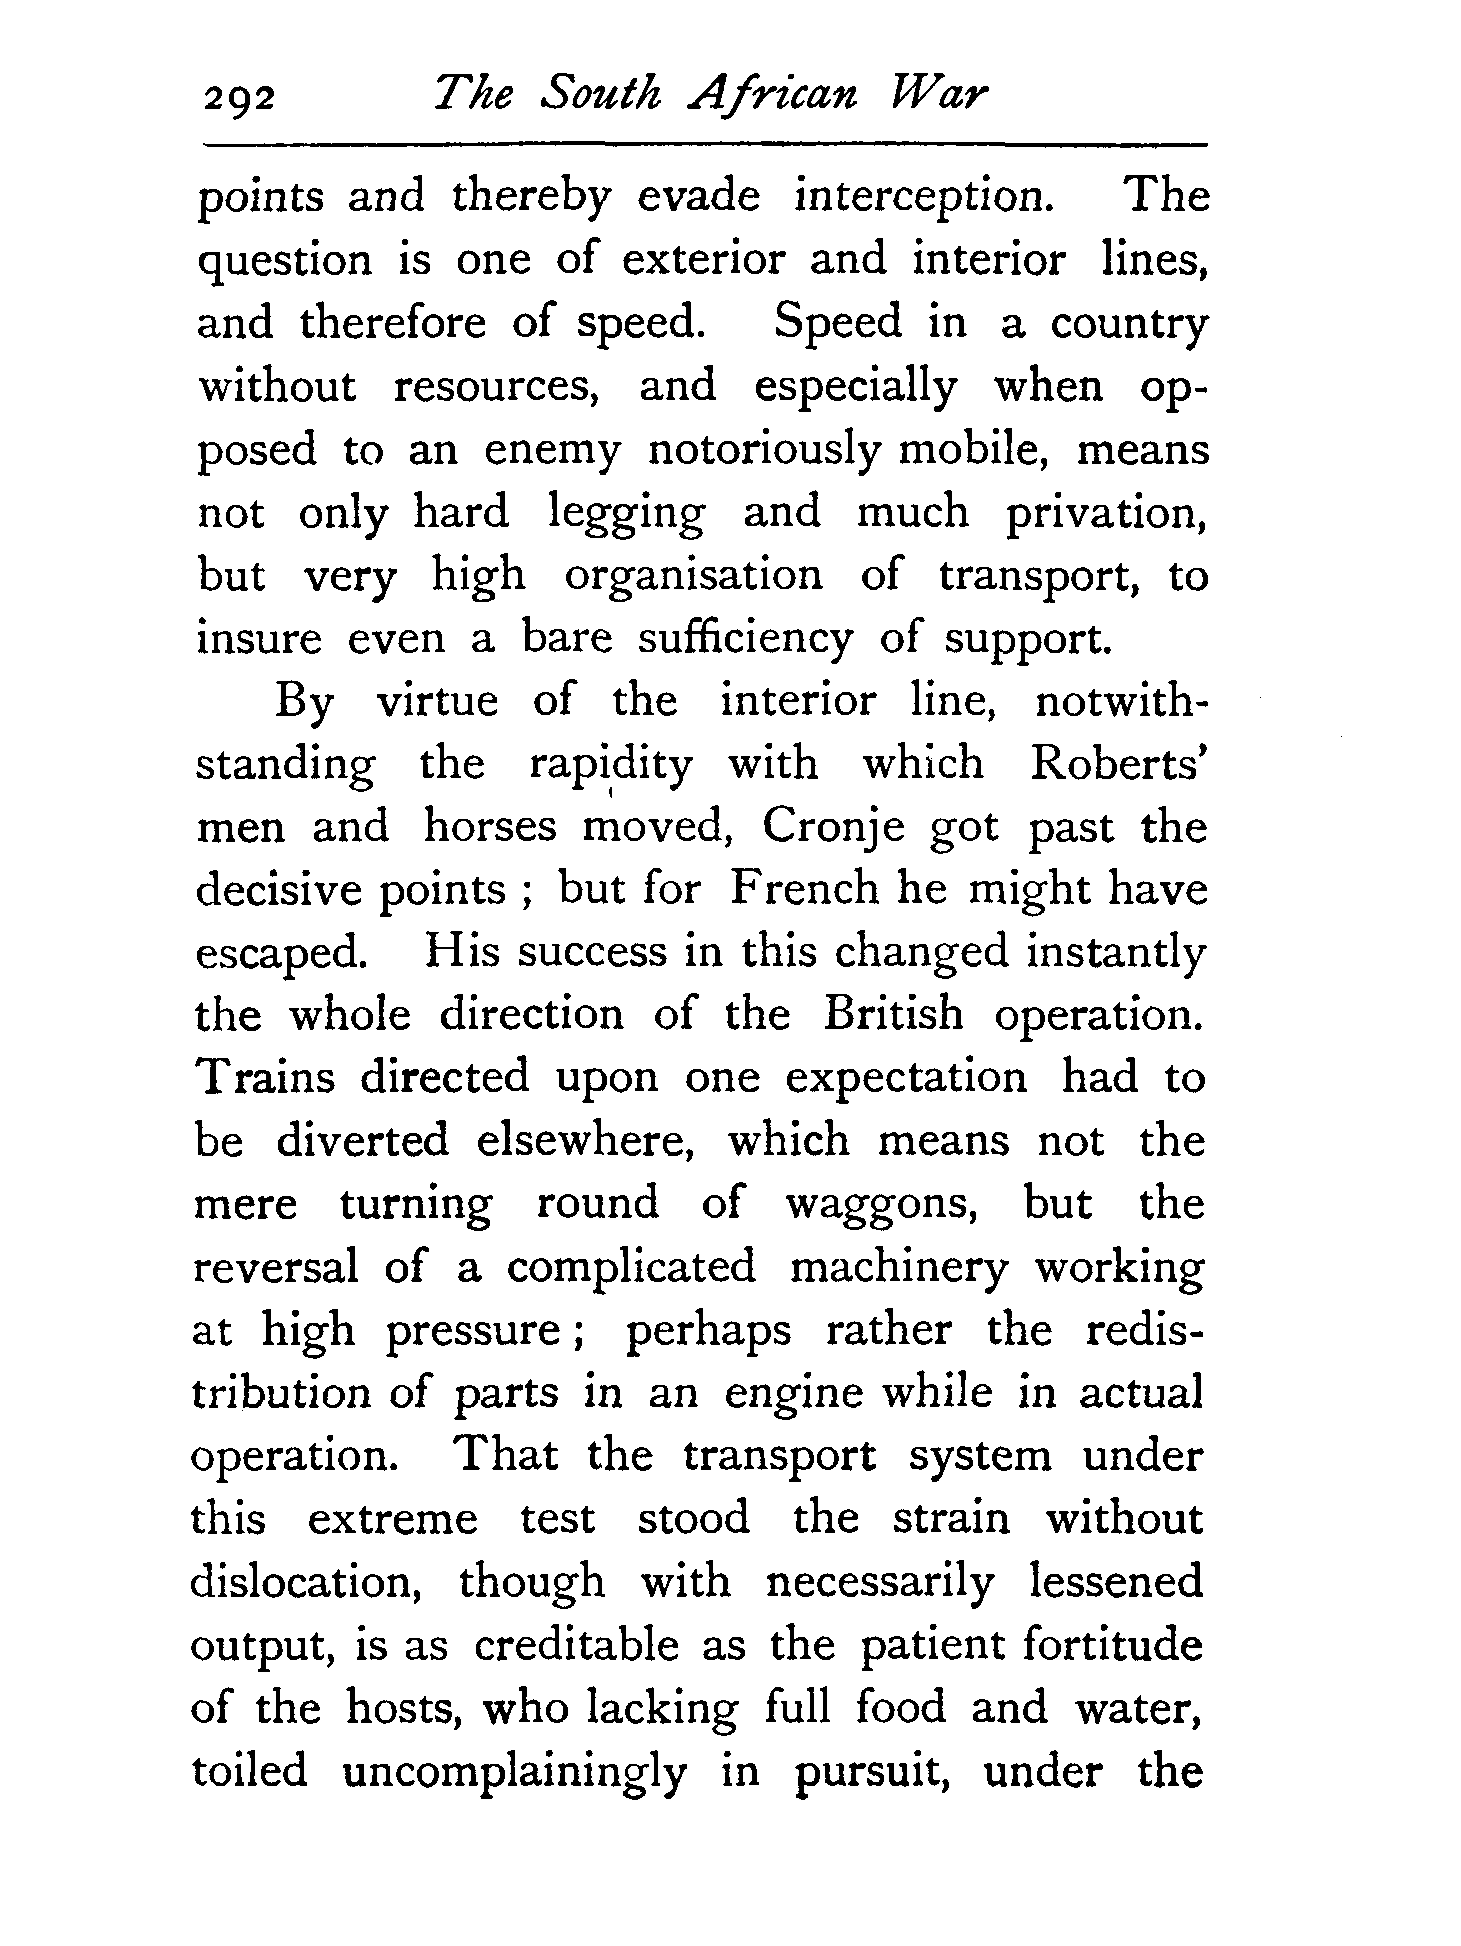 292 The South African War
points and thereby evade interception. The
question is one of exterior and interior lines,
and therefore of speed. Speed in a country
without resources, and especially when op-
posed to an enemy notoriously mobile, means
not only hard legging and much privation,
but very high organisation of transport, to
insure even a bare sufficiency of support.
By virtue of the interior line, notwith-
standing the rapidity with which Roberts'
men and horses moved, Cronje got past the
decisive points ; but for French he might have
escaped. His success in this changed instantly
the whole direction of the British operation.
Trains directed upon one expectation had to
be diverted elsewhere, which means not the
mere turning round of waggons, but the
reversal of a complicated machinery working
at high pressure ; perhaps rather the redis-
tribution of parts in an engine while in actual
operation. That the transport system under
this extreme test stood the strain without
dislocation, though with necessarily lessened
output, is as creditable as the patient fortitude
of the hosts, who lacking full food and water,
toiled uncomplainingly in pursuit, under the